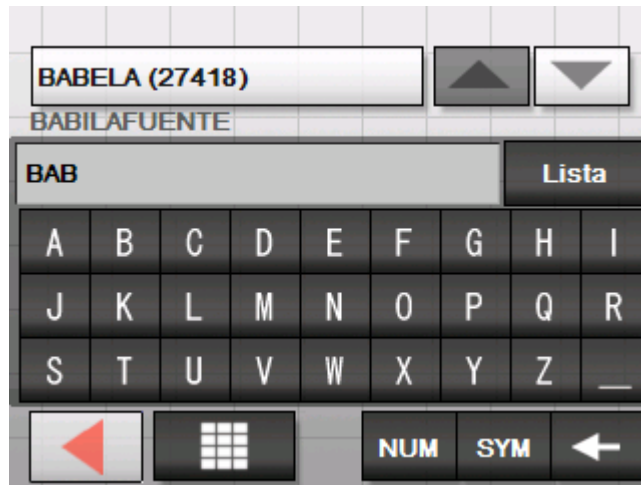 BABELA (27418)
BABILAFUENTE
BAB Lista
A B C D E F G H I
J K L M N O P Q R
S T U V W X Y Z _
NUM SYM